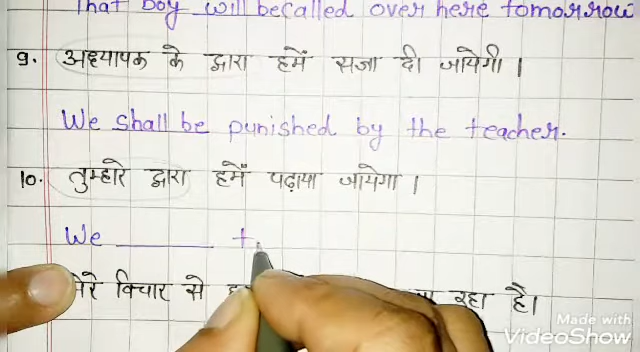 That boy will be called over here tomorrow
9. अध्यापक के द्वारा हमें सजा दी जायेगी ।
We shall be punished by the teacher.
10. तुम्हारे द्वारा हमें पढ़ाया जायेगा ।
We ______ t
मेरे विचार से रहा है।
Made with
VideoShow